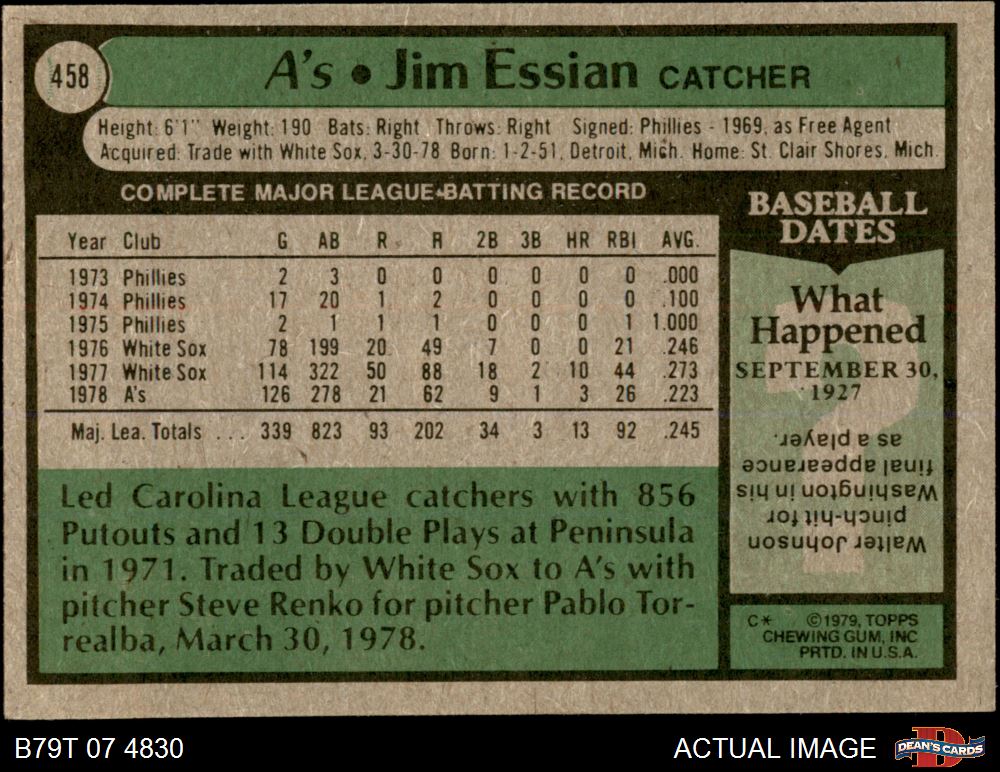 458
A's • Jim Essian CATCHER
Height: 6'1" Weight: 190 Bats: Right Throws: Right Signed: Phillies - 1969, as Free Agent
Acquired: Trade with White Sox, 3-30-78 Born: 1-2-51, Detroit, Mich. Home: St. Clair Shores, Mich.
COMPLETE MAJOR LEAGUE BATTING RECORD
Year Club G AB R H 2B 3B HR RBI AVG.
1973 Phillies 2 3 0 0 0 0 0 0 .000
1974 Phillies 17 20 1 2 0 0 0 0 .100
1975 Phillies 2 1 1 1 0 0 0 1 1.000
1976 White Sox 78 199 20 49 7 0 0 21 .246
1977 White Sox 114 322 50 88 18 2 10 44 .273
1978 A's 126 278 21 62 9 1 3 26 .223
Maj. Lea. Totals ... 339 823 93 202 34 3 13 92 .245
Led Carolina League catchers with 856
Putouts and 13 Double Plays at Peninsula
in 1971. Traded by White Sox to A's with
pitcher Steve Renko for pitcher Pablo Tor-
realba, March 30, 1978.
BASEBALL
DATES
What
Happened
SEPTEMBER 30,
1927
Walter Johnson
pinch-hit for
Washington in his
final appearance
as a player.
C* ©1979, TOPPS
CHEWING GUM, INC
PRTD. IN U.S.A.
B79T 07 4830
ACTUAL IMAGE
DEAN'S CARDS